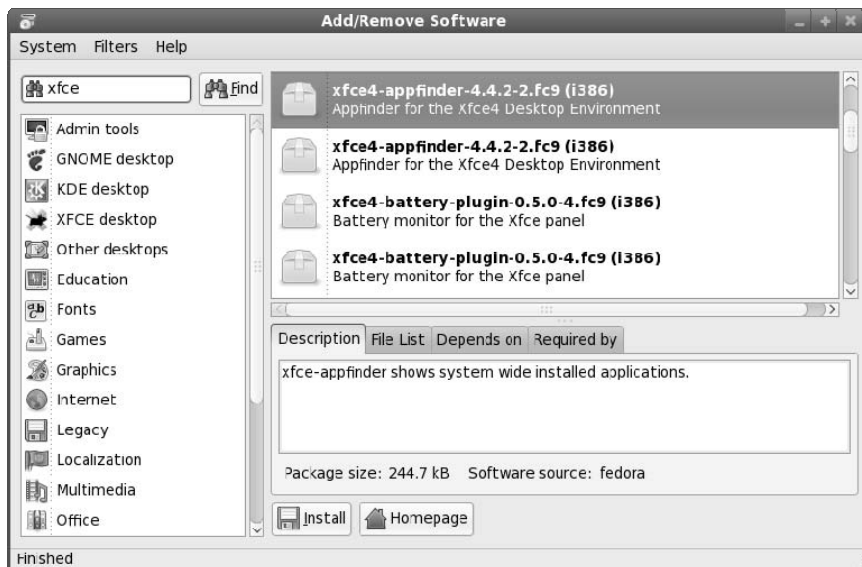 Add/Remove Software
System Filters Help
xfce
Find
Admin tools
GNOME desktop
KDE desktop
XFCE desktop
Other desktops
Education
Fonts
Games
Graphics
Internet
Legacy
Localization
Multimedia
Office
xfce4-appfinder-4.4.2-2.fc9 (i386)
Appfinder for the Xfce4 Desktop Environment
xfce4-appfinder-4.4.2-2.fc9 (i386)
Appfinder for the Xfce4 Desktop Environment
xfce4-battery-plugin-0.5.0-4.fc9 (i386)
Battery monitor for the Xfce panel
xfce4-battery-plugin-0.5.0-4.fc9 (i386)
Battery monitor for the Xfce panel
Description File List Depends on Required by
xfce-appfinder shows system wide installed applications.
Package size: 244.7 kB Software source: fedora
Install Homepage
Finished